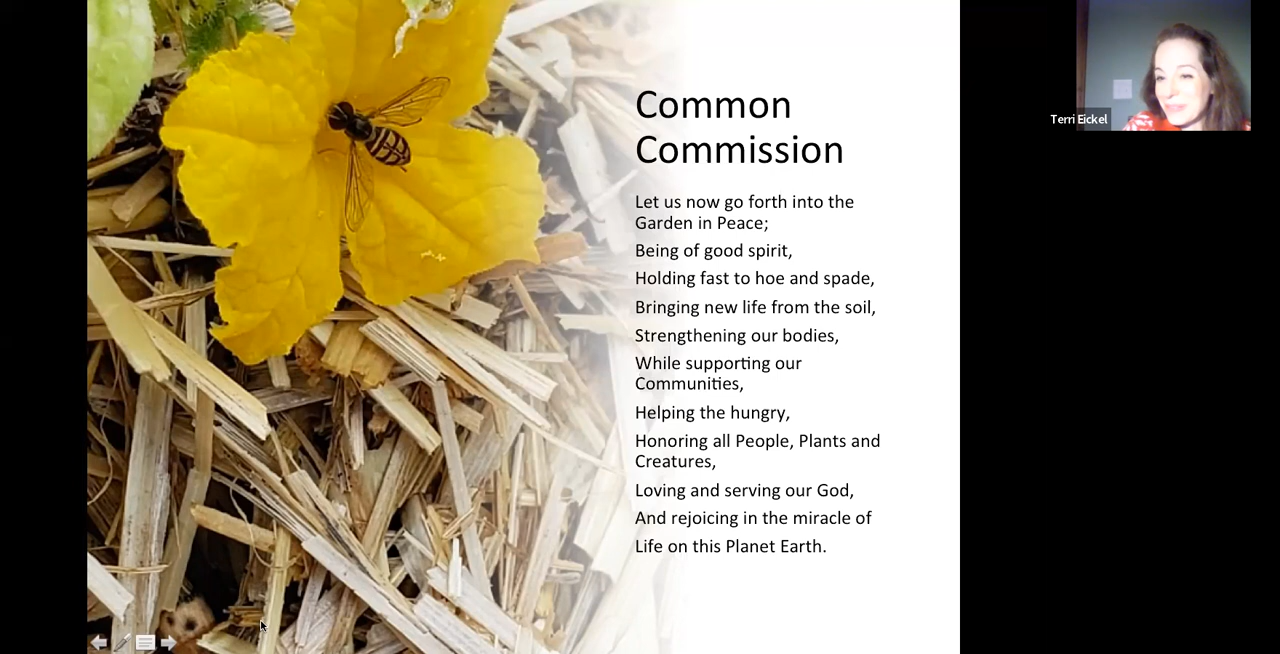 Common
Commission
Let us now go forth into the
Garden in Peace;
Being of good spirit,
Holding fast to hoe and spade,
Bringing new life from the soil,
Strengthening our bodies,
While supporting our
Communities,
Helping the hungry,
Honoring all People, Plants and
Creatures,
Loving and serving our God,
And rejoicing in the miracle of
Life on this Planet Earth.
Terri Eickel